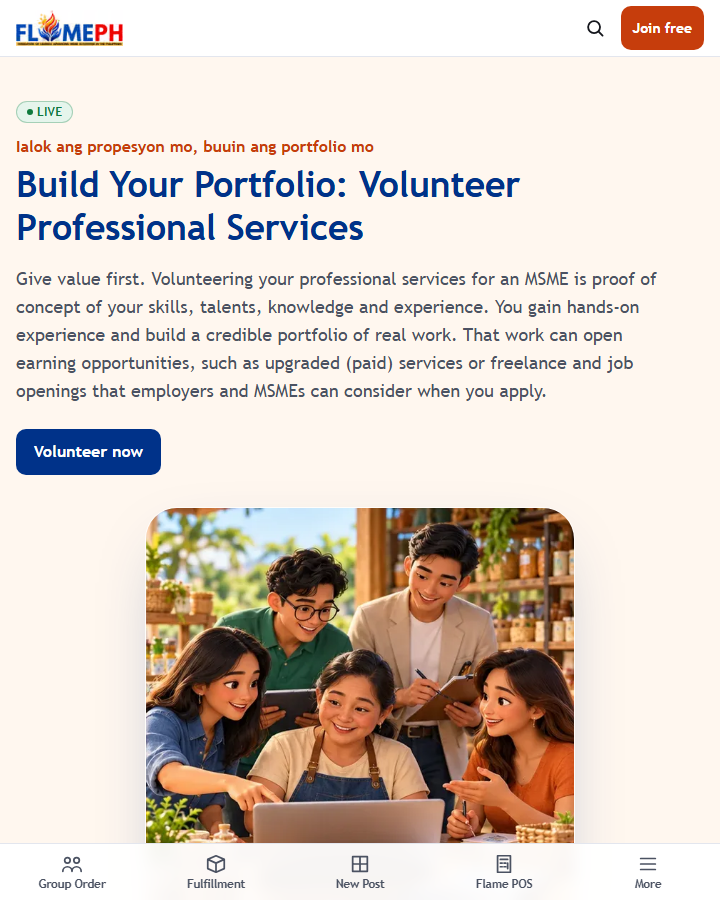 FLAMEPH
Join free
LIVE
Ialok ang propesyon mo, buuin ang portfolio mo
Build Your Portfolio: Volunteer
Professional Services
Give value first. Volunteering your professional services for an MSME is proof of
concept of your skills, talents, knowledge and experience. You gain hands-on
experience and build a credible portfolio of real work. That work can open
earning opportunities, such as upgraded (paid) services or freelance and job
openings that employers and MSMEs can consider when you apply.
Volunteer now
Group Order
Fulfillment
New Post
Flame POS
More